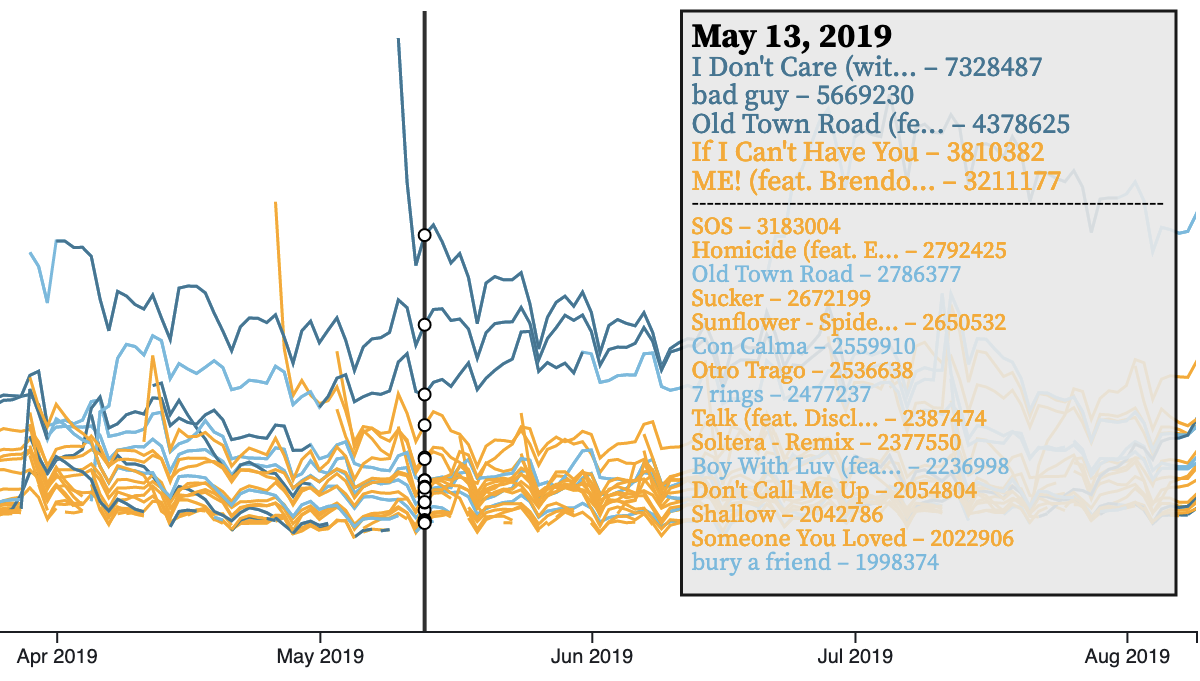 May 13, 2019
I Don't Care (wit... – 7328487
bad guy – 5669230
Old Town Road (fe... – 4378625
If I Can't Have You – 3810382
ME! (feat. Brendo... – 3211177
SOS – 3183004
Homicide (feat. E... – 2792425
Old Town Road – 2786377
Sucker – 2672199
Sunflower - Spide... – 2650532
Con Calma – 2559910
Otro Trago – 2536638
7 rings – 2477237
Talk (feat. Discl... – 2387474
Soltera - Remix – 2377550
Boy With Luv (fea... – 2236998
Don't Call Me Up – 2054804
Shallow – 2042786
Someone You Loved – 2022906
bury a friend – 1998374
Apr 2019 May 2019 Jun 2019 Jul 2019 Aug 2019